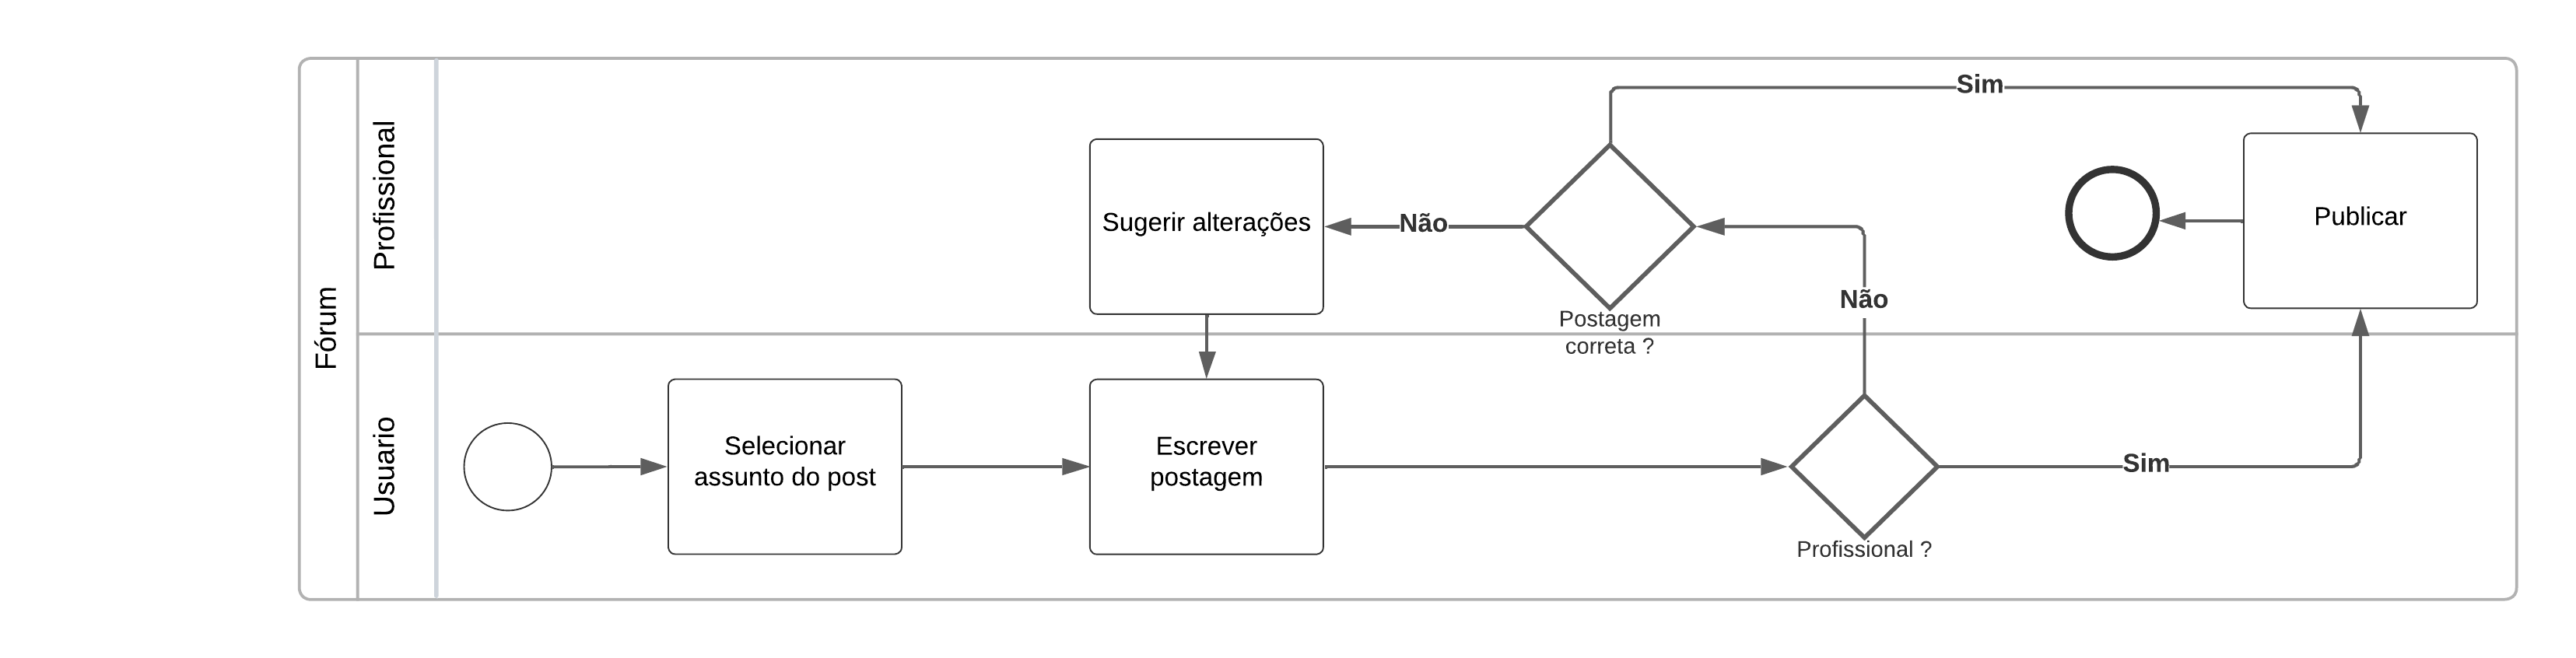 Fórum
Profissional
Sim
Sugerir alterações
Não
Publicar
Não
Postagem
correta ?
Usuario
Selecionar
assunto do post
Escrever
postagem
Sim
Profissional ?